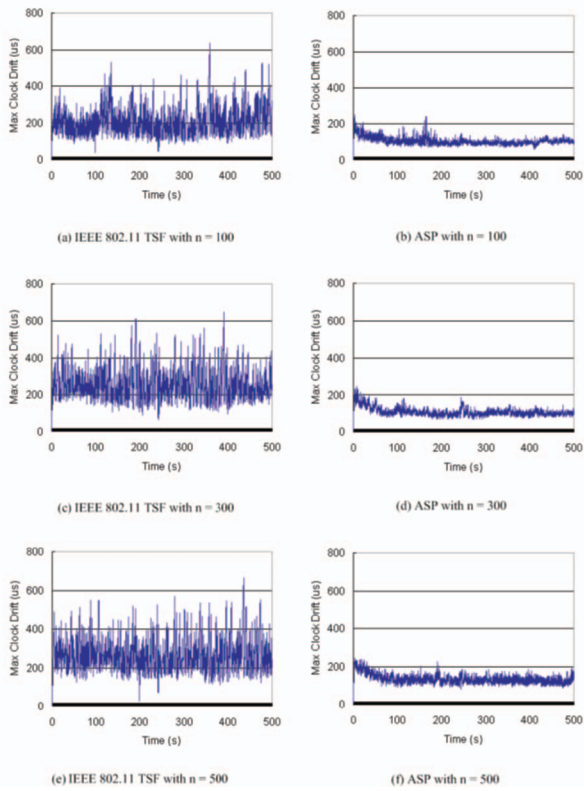 Max Clock Drift (us)
800
600
400
200
0
0 100 200 300 400 500
Time (s)
(a) IEEE 802.11 TSF with n = 100
Max Clock Drift (us)
800
600
400
200
0
0 100 200 300 400 500
Time (s)
(b) ASP with n = 100
Max Clock Drift (us)
800
600
400
200
0
0 100 200 300 400 500
Time (s)
(c) IEEE 802.11 TSF with n = 300
Max Clock Drift (us)
800
600
400
200
0
0 100 200 300 400 500
Time (s)
(d) ASP with n = 300
Max Clock Drift (us)
800
600
400
200
0
0 100 200 300 400 500
Time (s)
(e) IEEE 802.11 TSF with n = 500
Max Clock Drift (us)
800
600
400
200
0
0 100 200 300 400 500
Time (s)
(f) ASP with n = 500